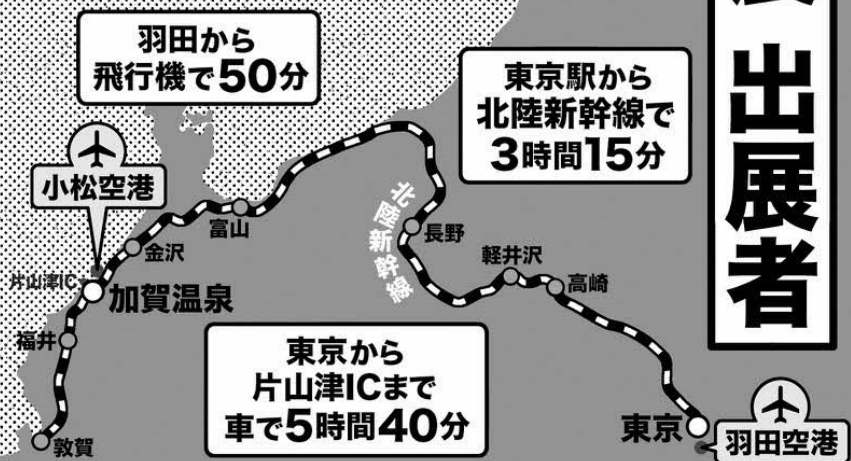 羽田から
飛行機で50分
東京駅から
北陸新幹線で
3時間15分
出展者
小松空港
富山
金沢
北陸新幹線
長野
軽井沢
高崎
片山津IC
加賀温泉
福井
敦賀
東京から
片山津ICまで
車で5時間40分
東京
羽田空港